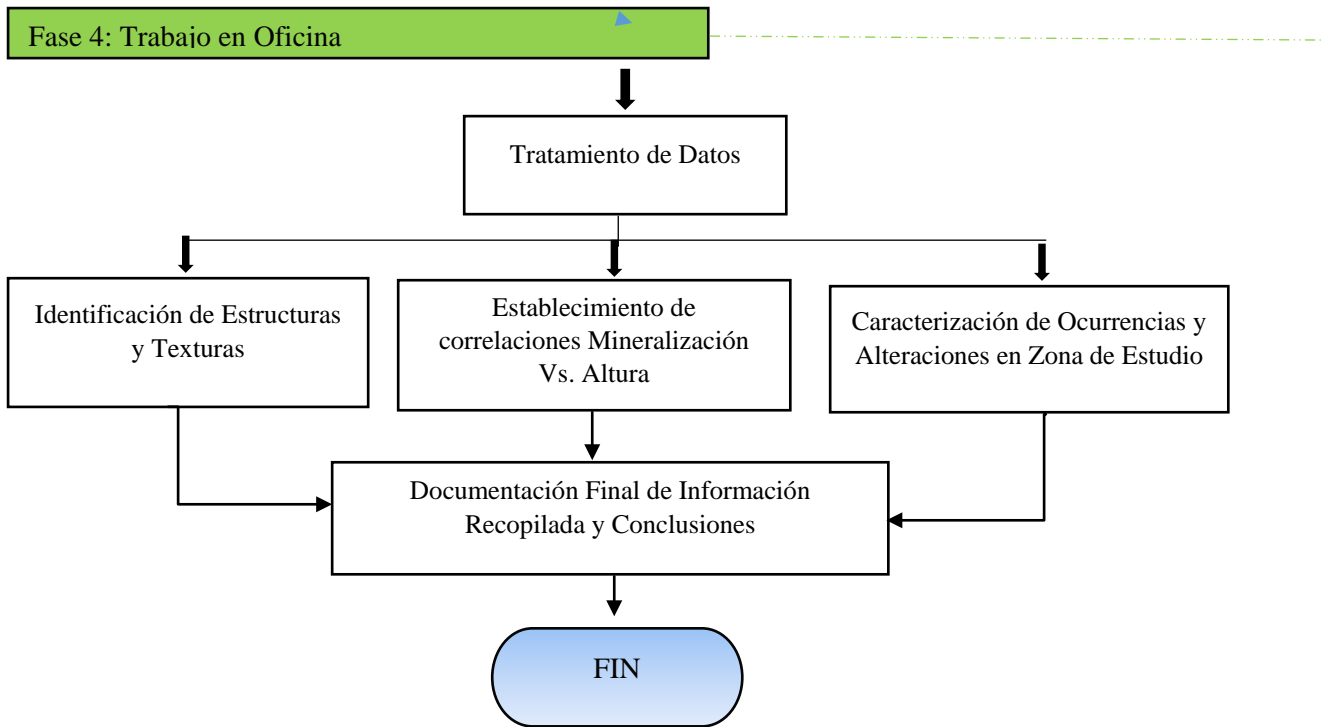 Fase 4: Trabajo en Oficina
Tratamiento de Datos
Identificación de Estructuras
y Texturas
Establecimiento de
correlaciones Mineralización
Vs. Altura
Caracterización de Ocurrencias y
Alteraciones en Zona de Estudio
Documentación Final de Información
Recopilada y Conclusiones
FIN